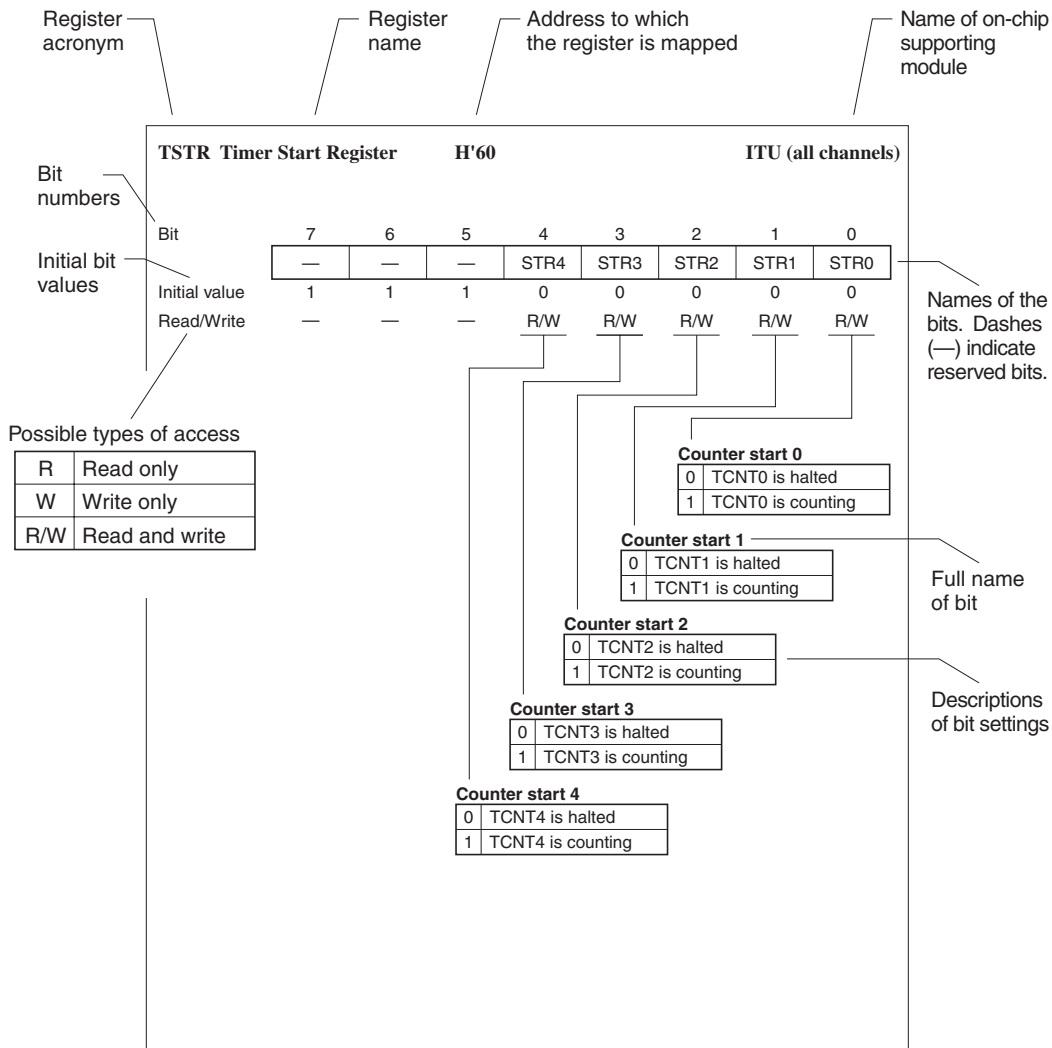 Register
acronym
Register
name
Address to which
the register is mapped
Name of on-chip
supporting
module
TSTR Timer Start Register H'60 ITU (all channels)
Bit
numbers
Bit 7 6 5 4 3 2 1 0
— — — STR4 STR3 STR2 STR1 STR0
Initial bit
values
Initial value 1 1 1 0 0 0 0 0
Read/Write — — — R/W R/W R/W R/W R/W
Names of the
bits. Dashes
(—) indicate
reserved bits.
Possible types of access
R Read only
W Write only
R/W Read and write
Counter start 0
0 TCNT0 is halted
1 TCNT0 is counting
Counter start 1
0 TCNT1 is halted
1 TCNT1 is counting
Full name
of bit
Counter start 2
0 TCNT2 is halted
1 TCNT2 is counting
Descriptions
of bit settings
Counter start 3
0 TCNT3 is halted
1 TCNT3 is counting
Counter start 4
0 TCNT4 is halted
1 TCNT4 is counting